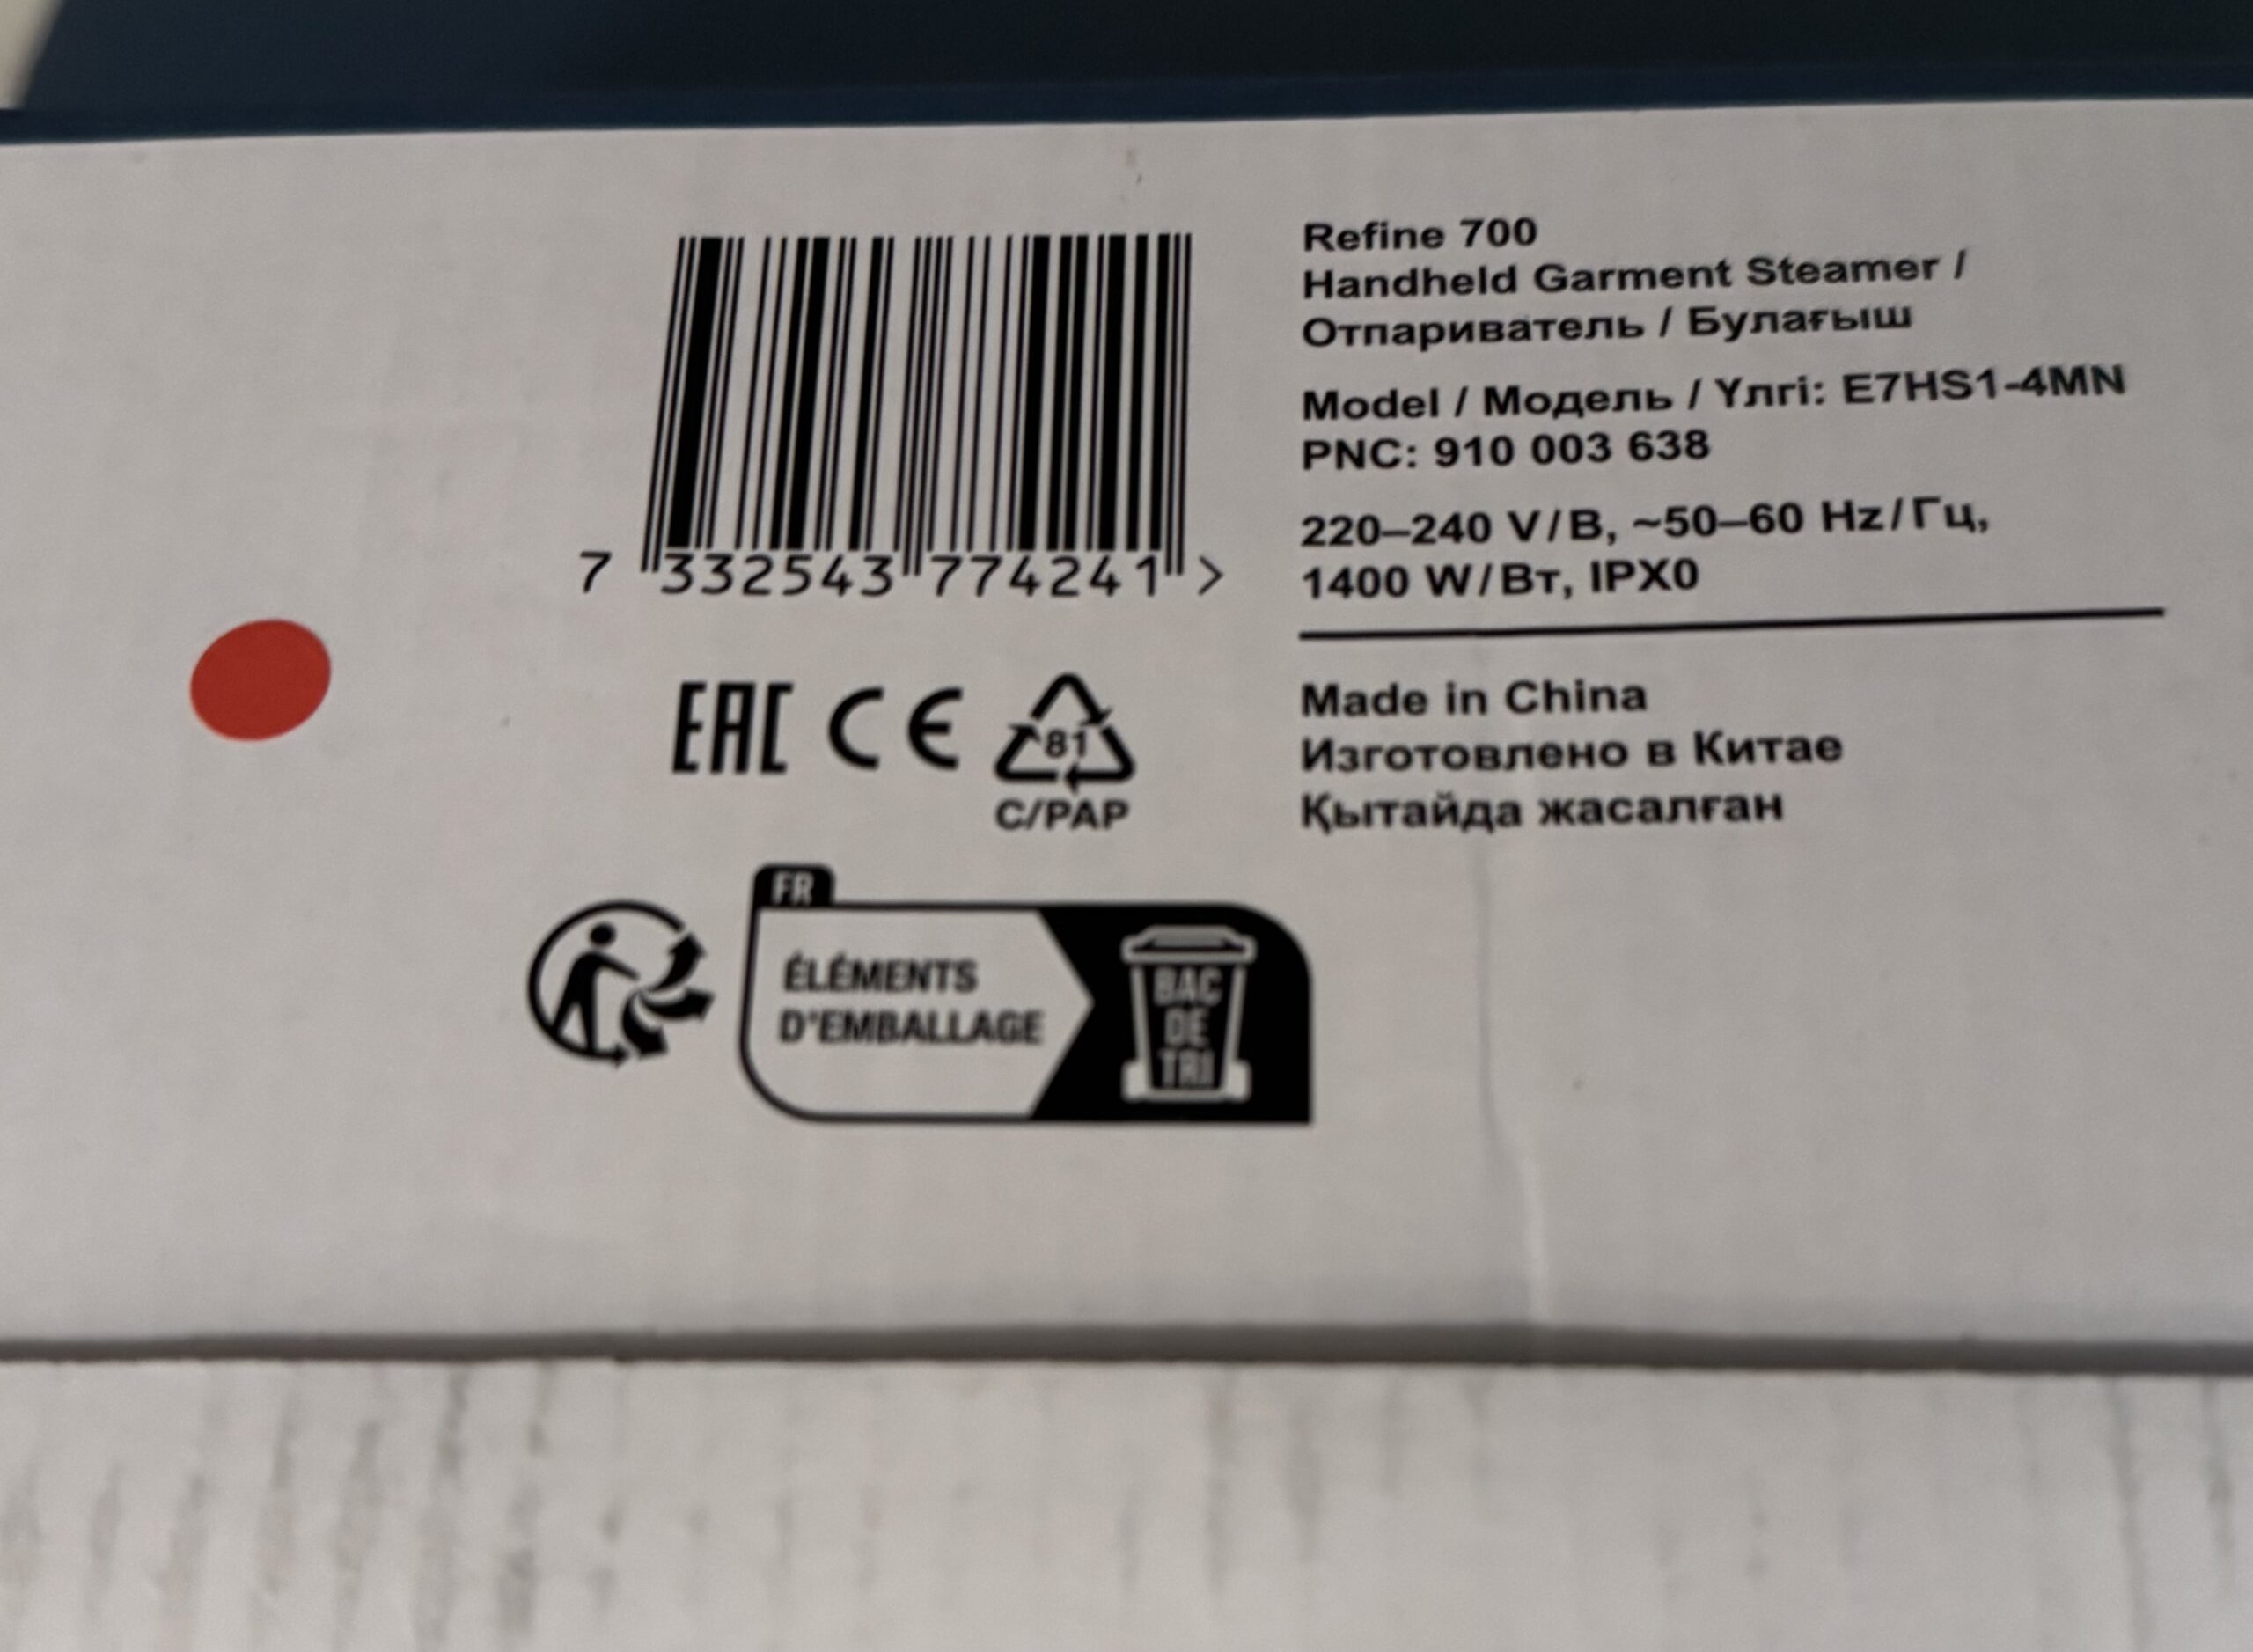 7 332543 774241 >
Refine 700
Handheld Garment Steamer /
Отпариватель / Булағыш
Model / Модель / Үлгі: E7HS1-4MN
PNC: 910 003 638
220–240 V/В, ~50–60 Hz/Гц,
1400 W/Вт, IPX0
EAC CE 81
C/PAP
Made in China
Изготовлено в Китае
Қытайда жасалған
FR
ÉLÉMENTS
D'EMBALLAGE
BAC
DE
TRI